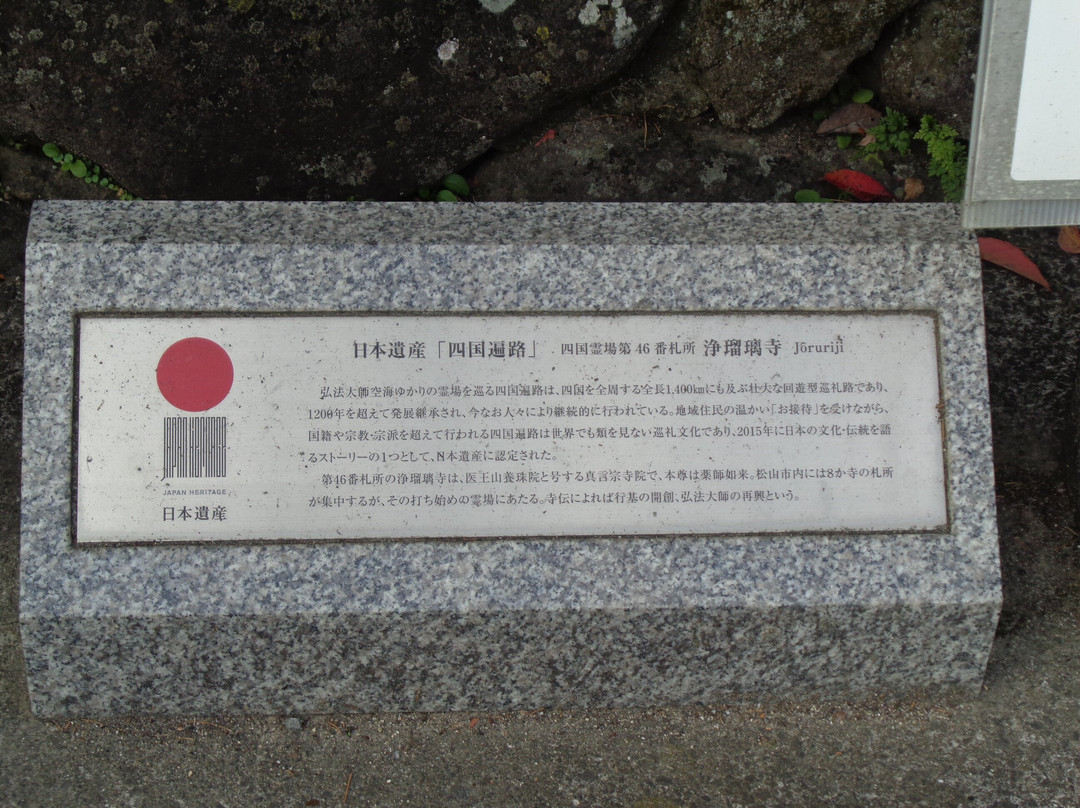 日本遺産「四国遍路」 四国霊場第46番札所 浄瑠璃寺 Jōruriji
弘法大師空海ゆかりの霊場を巡る四国遍路は、四国を全周する全長1,400㎞にも及ぶ壮大な回遊型巡礼路であり、
1200年を超えて発展継承され、今なお人々により継続的に行われている。地域住民の温かい「お接待」を受けながら、
国籍や宗教・宗派を超えて行われる四国遍路は世界でも類を見ない巡礼文化であり、2015年に日本の文化・伝統を語
るストーリーの1つとして、日本遺産に認定された。
第46番札所の浄瑠璃寺は、医王山養珠院と号する真言宗寺院で、本尊は薬師如来。松山市内には8か寺の札所
が集中するが、その打ち始めの霊場にあたる。寺伝によれば行基の開創、弘法大師の再興という。
JAPAN HERITAGE
JAPAN HERITAGE
日本遺産